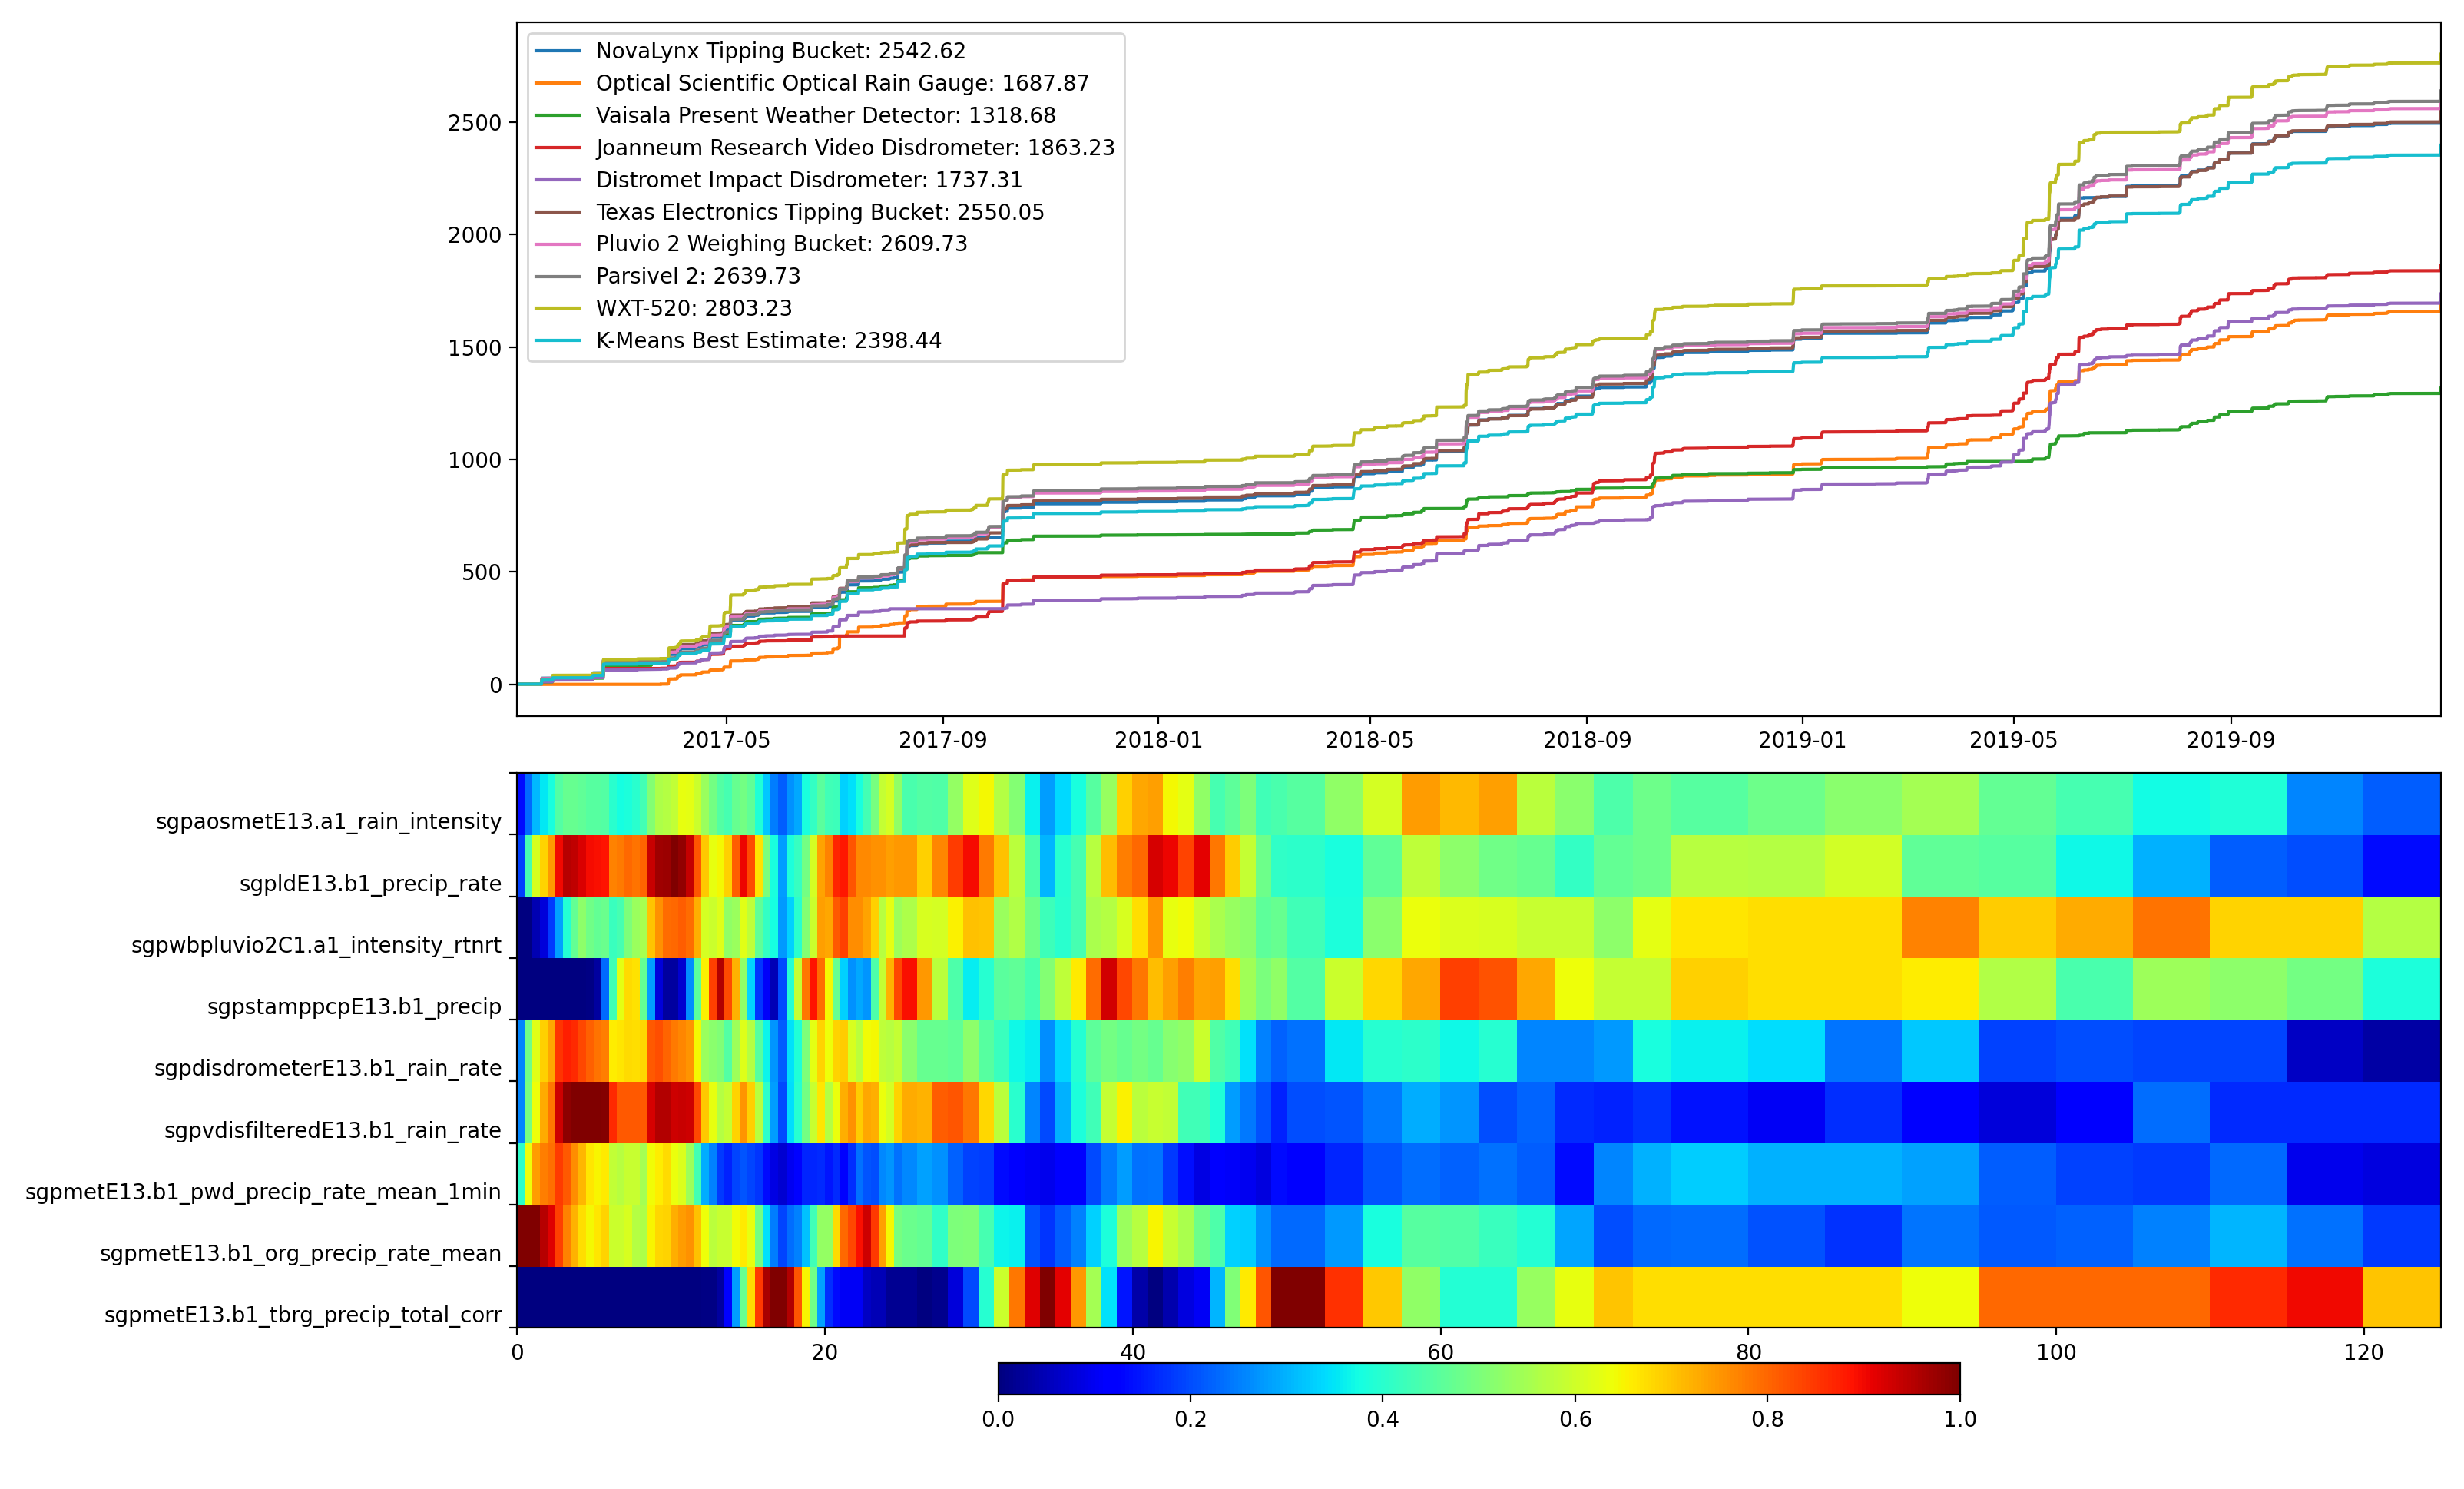 NovaLynx Tipping Bucket: 2542.62
Optical Scientific Optical Rain Gauge: 1687.87
Vaisala Present Weather Detector: 1318.68
Joanneum Research Video Disdrometer: 1863.23
Distromet Impact Disdrometer: 1737.31
Texas Electronics Tipping Bucket: 2550.05
Pluvio 2 Weighing Bucket: 2609.73
Parsivel 2: 2639.73
WXT-520: 2803.23
K-Means Best Estimate: 2398.44
2500
2000
1500
1000
500
0
2017-05 2017-09 2018-01 2018-05 2018-09 2019-01 2019-05 2019-09
sgpaosmetE13.a1_rain_intensity
sgpldE13.b1_precip_rate
sgpwbpluvio2C1.a1_intensity_rtnrt
sgpstamppcpE13.b1_precip
sgpdisdrometerE13.b1_rain_rate
sgpvdisfilteredE13.b1_rain_rate
sgpmetE13.b1_pwd_precip_rate_mean_1min
sgpmetE13.b1_org_precip_rate_mean
sgpmetE13.b1_tbrg_precip_total_corr
0 20 40 60 80 100 120
0.0 0.2 0.4 0.6 0.8 1.0